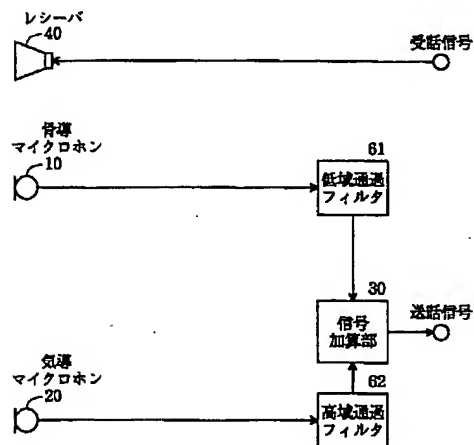 レシーバ
40
受話信号
骨導
マイクロホン
10
61
低域通過
フィルタ
30
信号
加算部
送話信号
気導
マイクロホン
20
62
高域通過
フィルタ